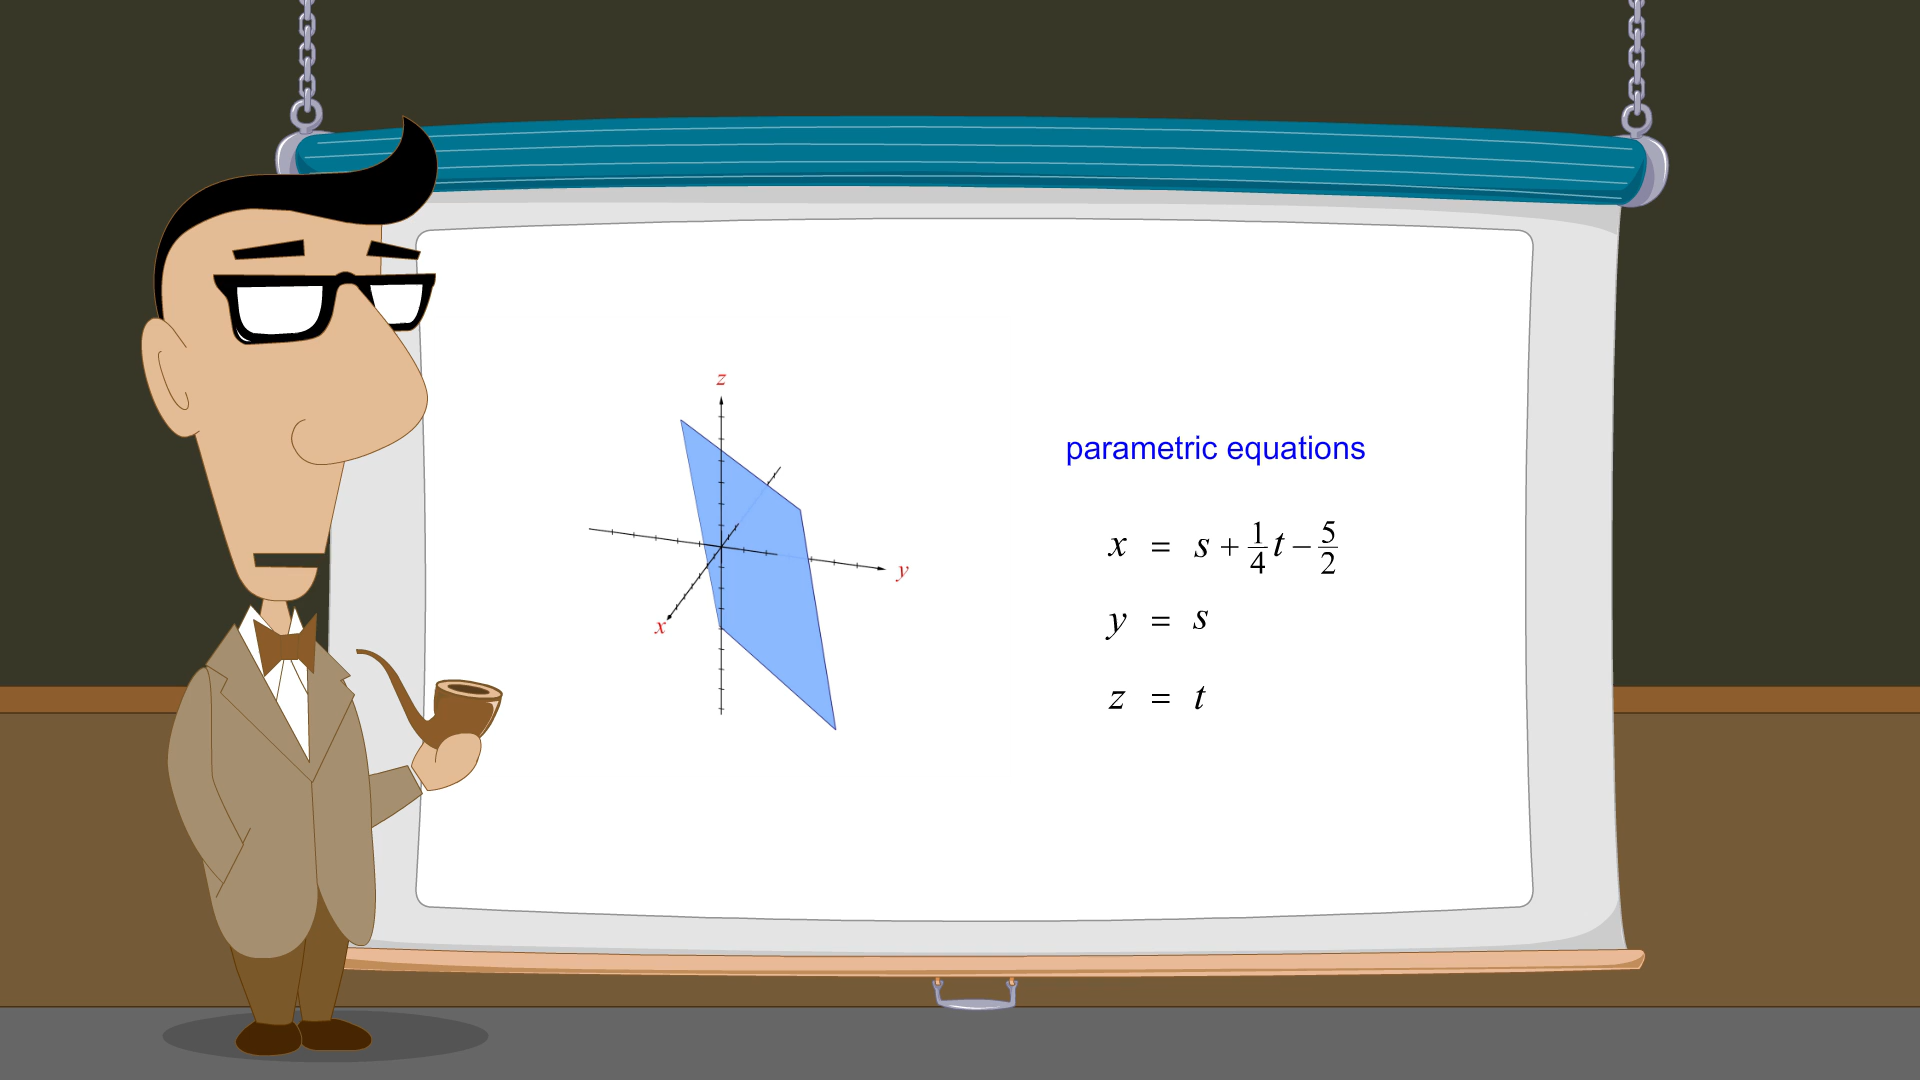 z
y
x
parametric equations
x = s + 1/4 t − 5/2
y = s
z = t